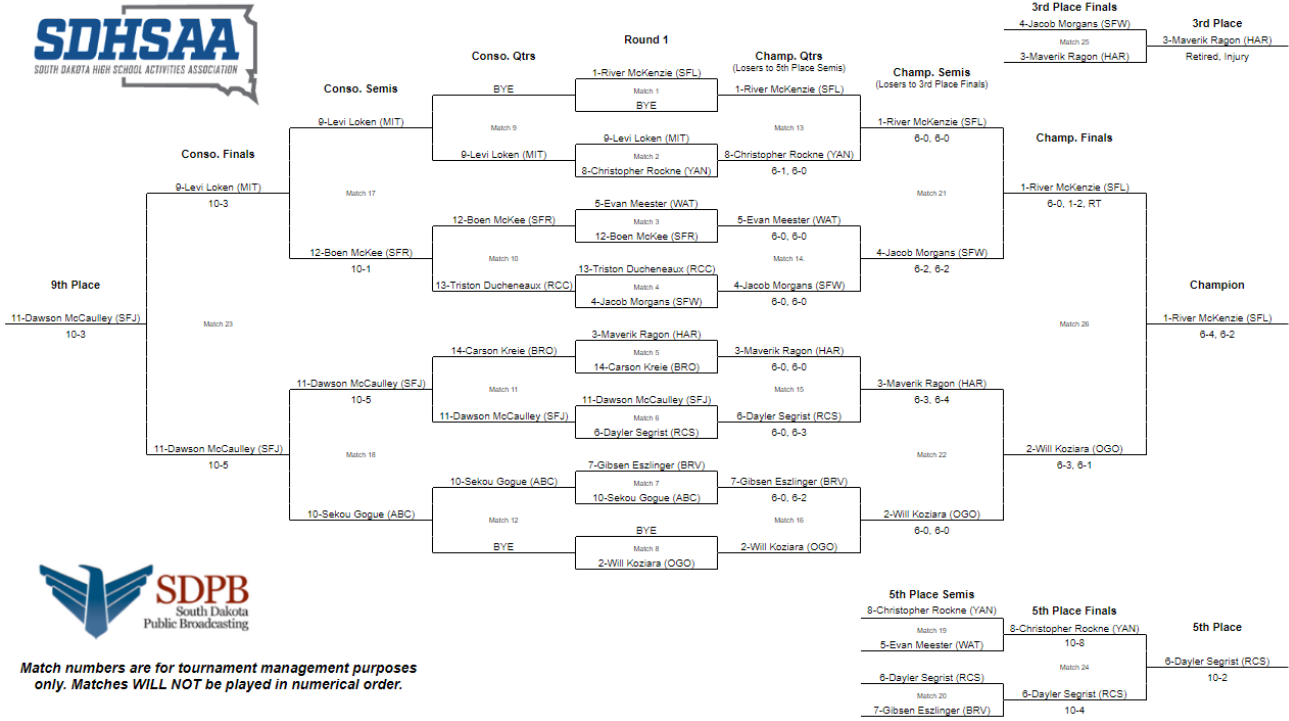 SDHSAA
SOUTH DAKOTA HIGH SCHOOL ACTIVITIES ASSOCIATION
9th Place
11-Dawson McCaulley (SFJ)
10-3
Conso. Finals
9-Levi Loken (MIT)
10-3
Match 23
11-Dawson McCaulley (SFJ)
10-5
Conso. Semis
9-Levi Loken (MIT)
Match 17
12-Boen McKee (SFR)
10-1
11-Dawson McCaulley (SFJ)
10-5
Match 18
10-Sekou Gogue (ABC)
Conso. Qtrs
BYE
Match 9
9-Levi Loken (MIT)
12-Boen McKee (SFR)
Match 10
13-Triston Ducheneaux (RCC)
14-Carson Kreie (BRO)
Match 11
11-Dawson McCaulley (SFJ)
10-Sekou Gogue (ABC)
Match 12
BYE
Round 1
1-River McKenzie (SFL)
Match 1
BYE
9-Levi Loken (MIT)
Match 2
8-Christopher Rockne (YAN)
5-Evan Meester (WAT)
Match 3
12-Boen McKee (SFR)
13-Triston Ducheneaux (RCC)
Match 4
4-Jacob Morgans (SFW)
3-Maverik Ragon (HAR)
Match 5
14-Carson Kreie (BRO)
11-Dawson McCaulley (SFJ)
Match 6
6-Dayler Segrist (RCS)
7-Gibsen Eszlinger (BRV)
Match 7
10-Sekou Gogue (ABC)
BYE
Match 8
2-Will Koziara (OGO)
Champ. Qtrs
(Losers to 5th Place Semis)
1-River McKenzie (SFL)
Match 13
8-Christopher Rockne (YAN)
6-1, 6-0
5-Evan Meester (WAT)
6-0, 6-0
Match 14.
4-Jacob Morgans (SFW)
6-0, 6-0
3-Maverik Ragon (HAR)
6-0, 6-0
Match 15
6-Dayler Segrist (RCS)
6-0, 6-3
7-Gibsen Eszlinger (BRV)
6-0, 6-2
Match 16
2-Will Koziara (OGO)
Champ. Semis
(Losers to 3rd Place Finals)
1-River McKenzie (SFL)
6-0, 6-0
Match 21
4-Jacob Morgans (SFW)
6-2, 6-2
3-Maverik Ragon (HAR)
6-3, 6-4
Match 22
2-Will Koziara (OGO)
6-0, 6-0
Champ. Finals
1-River McKenzie (SFL)
6-0, 1-2, RT
Match 26
2-Will Koziara (OGO)
6-3, 6-1
Champion
1-River McKenzie (SFL)
6-4, 6-2
3rd Place Finals
4-Jacob Morgans (SFW)
Match 25
3-Maverik Ragon (HAR)
3rd Place
3-Maverik Ragon (HAR)
Retired, Injury
5th Place Semis
8-Christopher Rockne (YAN)
Match 19
5-Evan Meester (WAT)
6-Dayler Segrist (RCS)
Match 20
7-Gibsen Eszlinger (BRV)
5th Place Finals
8-Christopher Rockne (YAN)
10-8
Match 24
6-Dayler Segrist (RCS)
10-4
5th Place
6-Dayler Segrist (RCS)
10-2
SDPB
South Dakota
Public Broadcasting
Match numbers are for tournament management purposes
only. Matches WILL NOT be played in numerical order.